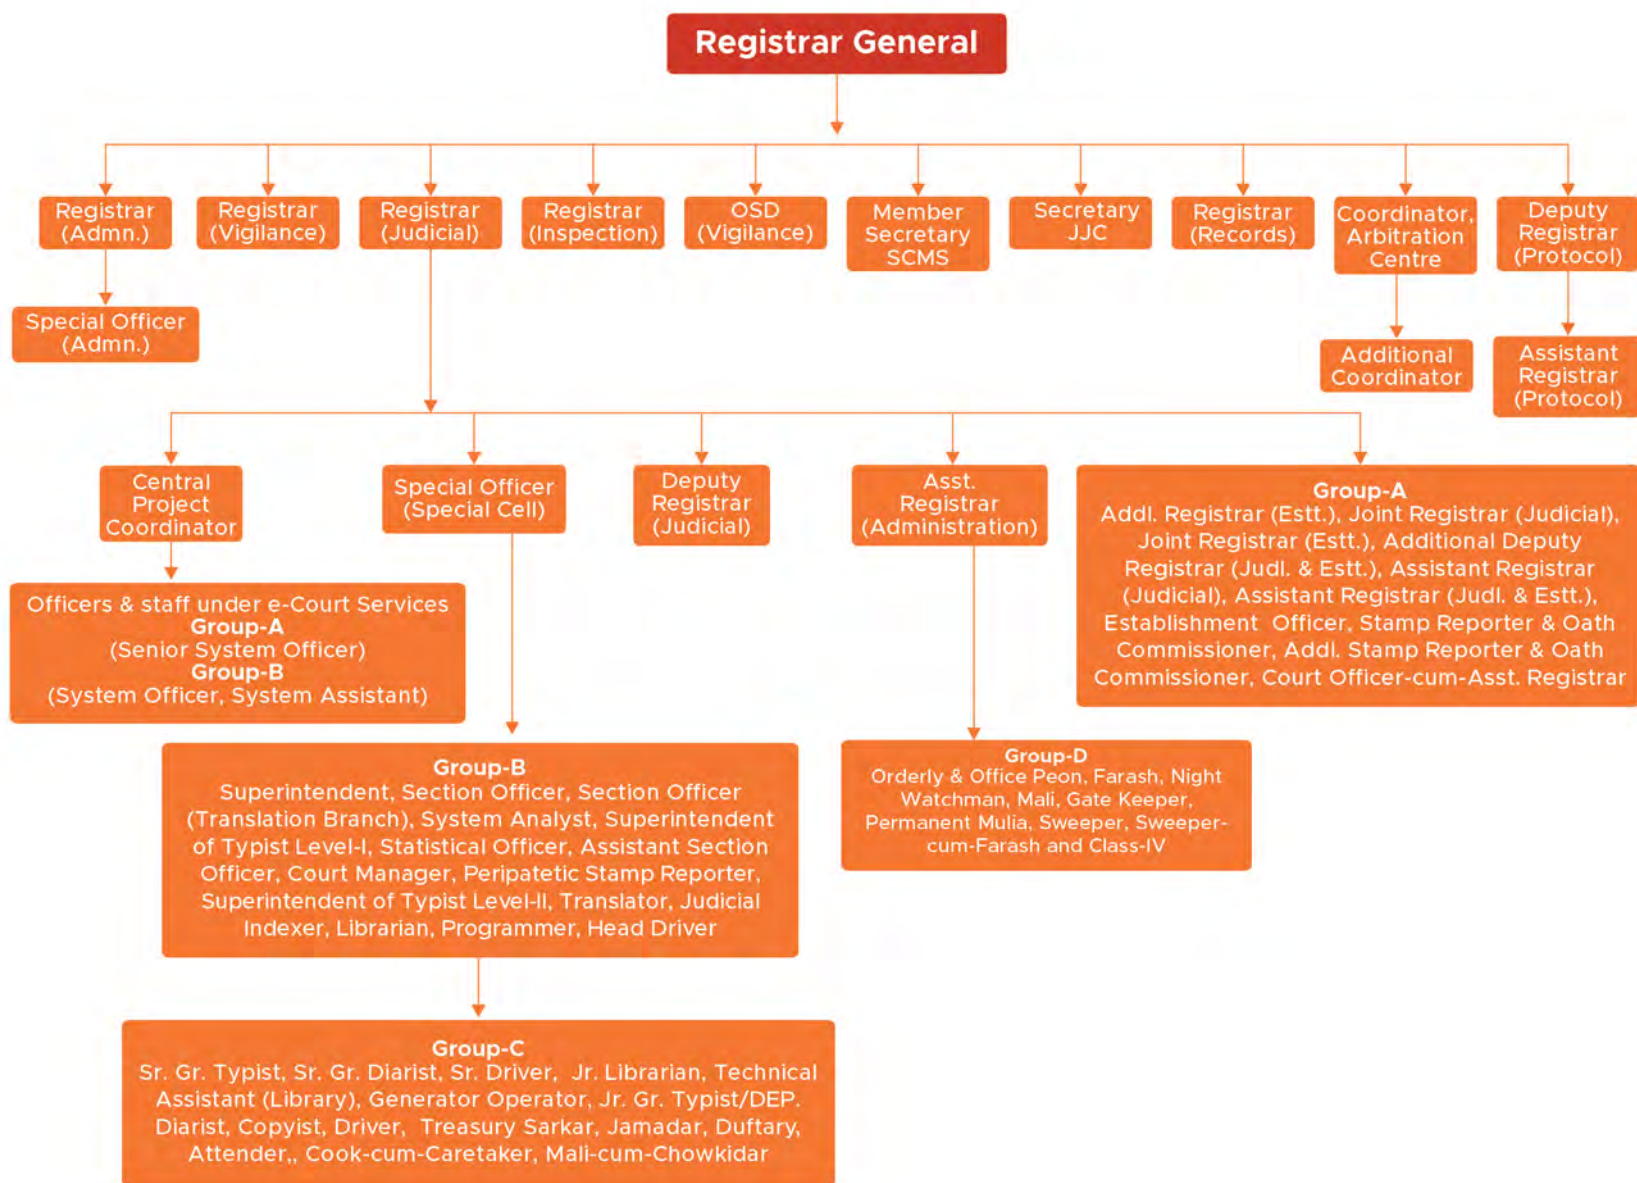 Registrar General
Registrar
(Admn.)
Registrar
(Vigilance)
Registrar
(Judicial)
Registrar
(Inspection)
OSD
(Vigilance)
Member
Secretary
SCMS
Secretary
JJC
Registrar
(Records)
Coordinator,
Arbitration
Centre
Deputy
Registrar
(Protocol)
Special Officer
(Admn.)
Additional
Coordinator
Assistant
Registrar
(Protocol)
Central
Project
Coordinator
Special Officer
(Special Cell)
Deputy
Registrar
(Judicial)
Asst.
Registrar
(Administration)
Group-A
Addl. Registrar (Estt.), Joint Registrar (Judicial),
Joint Registrar (Estt.), Additional Deputy
Registrar (Judl. & Estt.), Assistant Registrar
(Judicial), Assistant Registrar (Judl. & Estt.),
Establishment Officer, Stamp Reporter & Oath
Commissioner, Addl. Stamp Reporter & Oath
Commissioner, Court Officer-cum-Asst. Registrar
Officers & staff under e-Court Services
Group-A
(Senior System Officer)
Group-B
(System Officer, System Assistant)
Group-B
Superintendent, Section Officer, Section Officer
(Translation Branch), System Analyst, Superintendent
of Typist Level-I, Statistical Officer, Assistant Section
Officer, Court Manager, Peripatetic Stamp Reporter,
Superintendent of Typist Level-II, Translator, Judicial
Indexer, Librarian, Programmer, Head Driver
Group-D
Orderly & Office Peon, Farash, Night
Watchman, Mali, Gate Keeper,
Permanent Mulia, Sweeper, Sweeper-
cum-Farash and Class-IV
Group-C
Sr. Gr. Typist, Sr. Gr. Diarist, Sr. Driver, Jr. Librarian, Technical
Assistant (Library), Generator Operator, Jr. Gr. Typist/DEP.
Diarist, Copyist, Driver, Treasury Sarkar, Jamadar, Duftary,
Attender,, Cook-cum-Caretaker, Mali-cum-Chowkidar